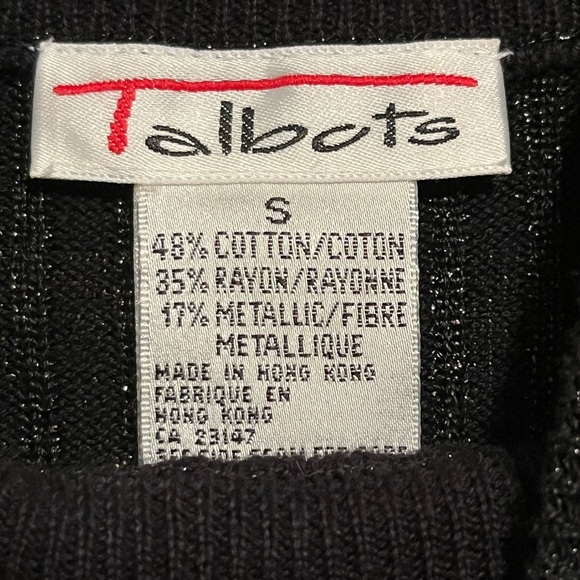 Talbots
S
48% COTTON/COTON
35% RAYON/RAYONNE
17% METALLIC/FIBRE
METALLIQUE
MADE IN HONG KONG
FABRIQUE EN
HONG KONG
CA 23147